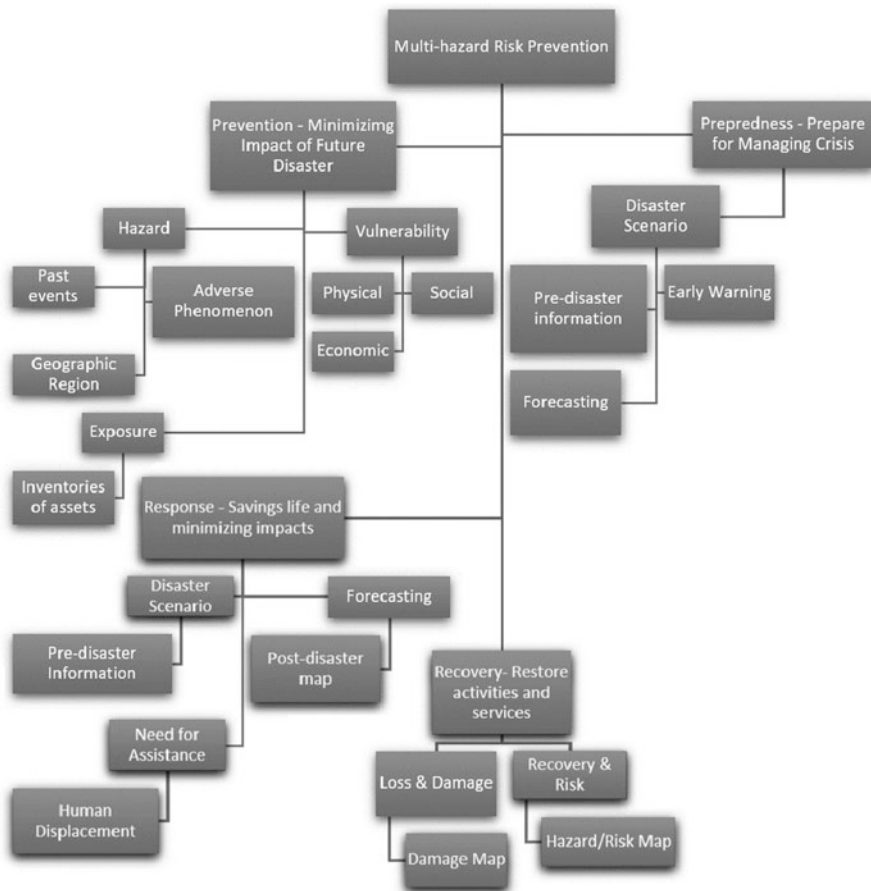 Multi-hazard Risk Prevention
Prevention - Minimizimg
Impact of Future
Disaster
Prepredness - Prepare
for Managing Crisis
Hazard
Vulnerability
Disaster
Scenario
Past
events
Adverse
Phenomenon
Physical
Social
Pre-disaster
information
Early Warning
Geographic
Region
Economic
Forecasting
Exposure
Inventories
of assets
Response - Savings life and
minimizing impacts
Disaster
Scenario
Forecasting
Pre-disaster
Information
Post-disaster
map
Recovery- Restore
activities and
services
Need for
Assistance
Loss & Damage
Recovery &
Risk
Human
Displacement
Damage Map
Hazard/Risk Map